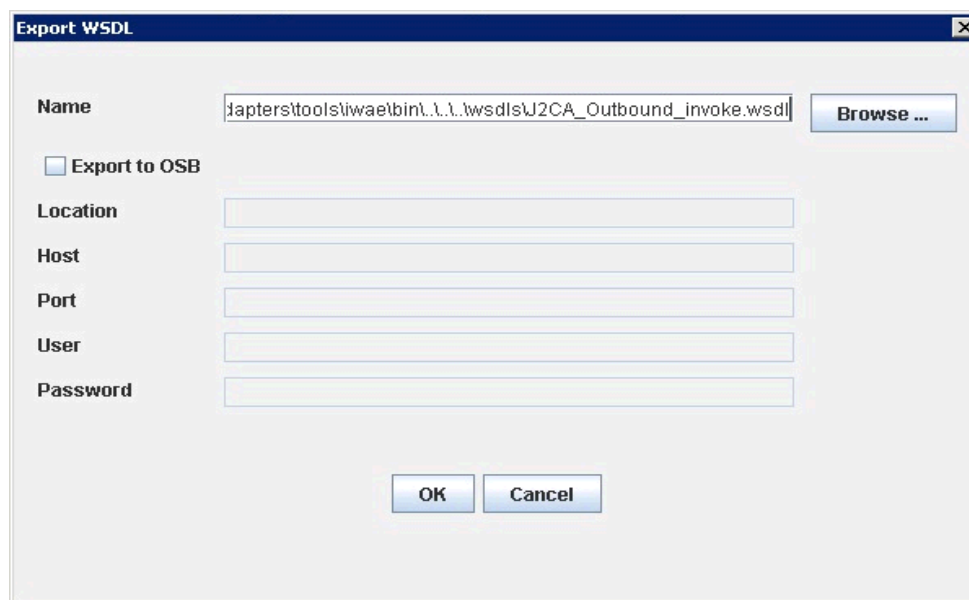 Export WSDL
Name
dapters\tools\iwae\bin\..\..\..\wsdls\J2CA_Outbound_invoke.wsdl
Browse ...
Export to OSB
Location
Host
Port
User
Password
OK
Cancel